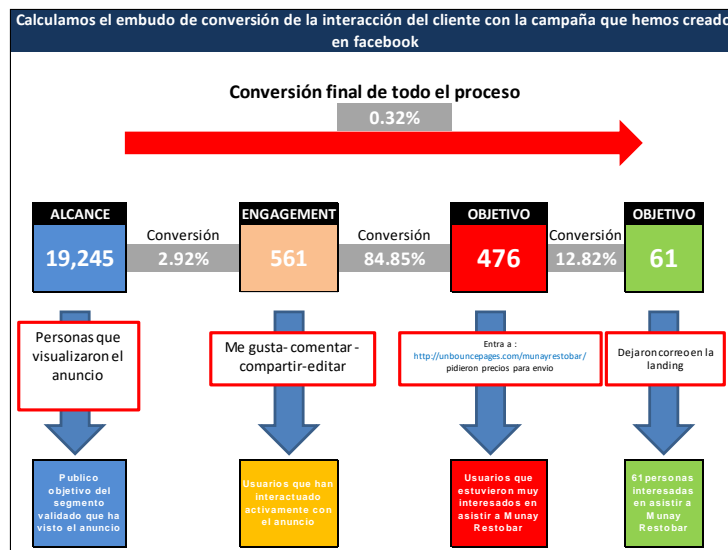 Calculamos el embudo de conversión de la interacción del cliente con la campaña que hemos creado
en facebook
Conversión final de todo el proceso
0.32%
ALCANCE
19,245
Conversión
2.92%
ENGAGEMENT
561
Conversión
84.85%
OBJETIVO
476
Conversión
12.82%
OBJETIVO
61
Personas que
visualizaron el
anuncio
Me gusta- comentar -
compartir-editar
Entra a :
http://unbouncepages.com/munayrestobar/
pidieron precios para envio
Dejaron correo en la
landing
Publico
objetivo del
segmento
validado que ha
visto el anuncio
Usuarios que han
interactuado
activamente con
el anuncio
Usuarios que
estuvieron muy
interesados en
asistir a Munay
Restobar
61 personas
interesadas
en asistir a
Munay
Restobar